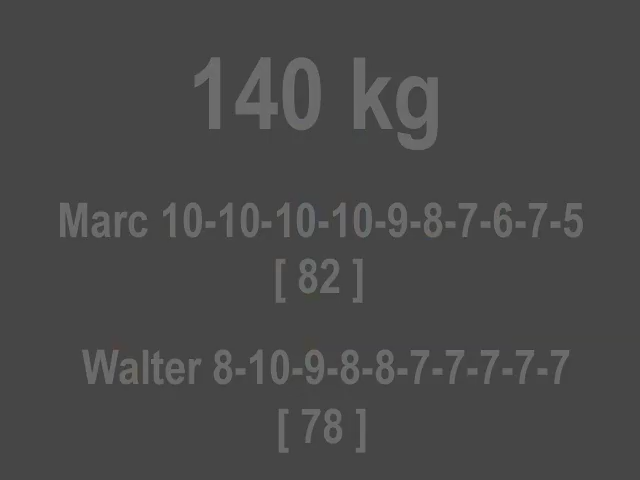 140 kg
Marc 10-10-10-10-9-8-7-6-7-5
[ 82 ]
Walter 8-10-9-8-8-7-7-7-7-7
[ 78 ]